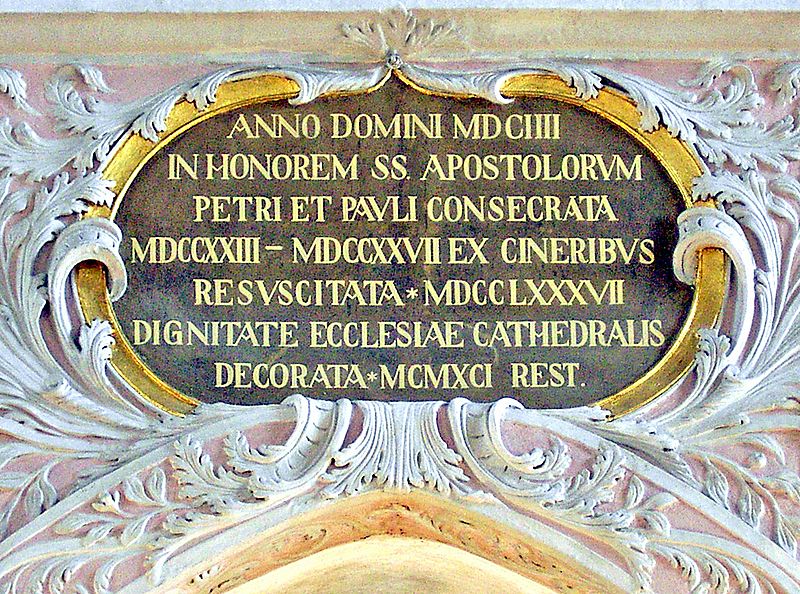 ANNO DOMINI MDCIIII
IN HONOREM SS. APOSTOLORVM
PETRI ET PAVLI CONSECRATA
MDCCXXIII – MDCCXXVII EX CINERIBVS
RESVSCITATA * MDCCLXXXVII
DIGNITATE ECCLESIAE CATHEDRALIS
DECORATA * MCMXCI REST.